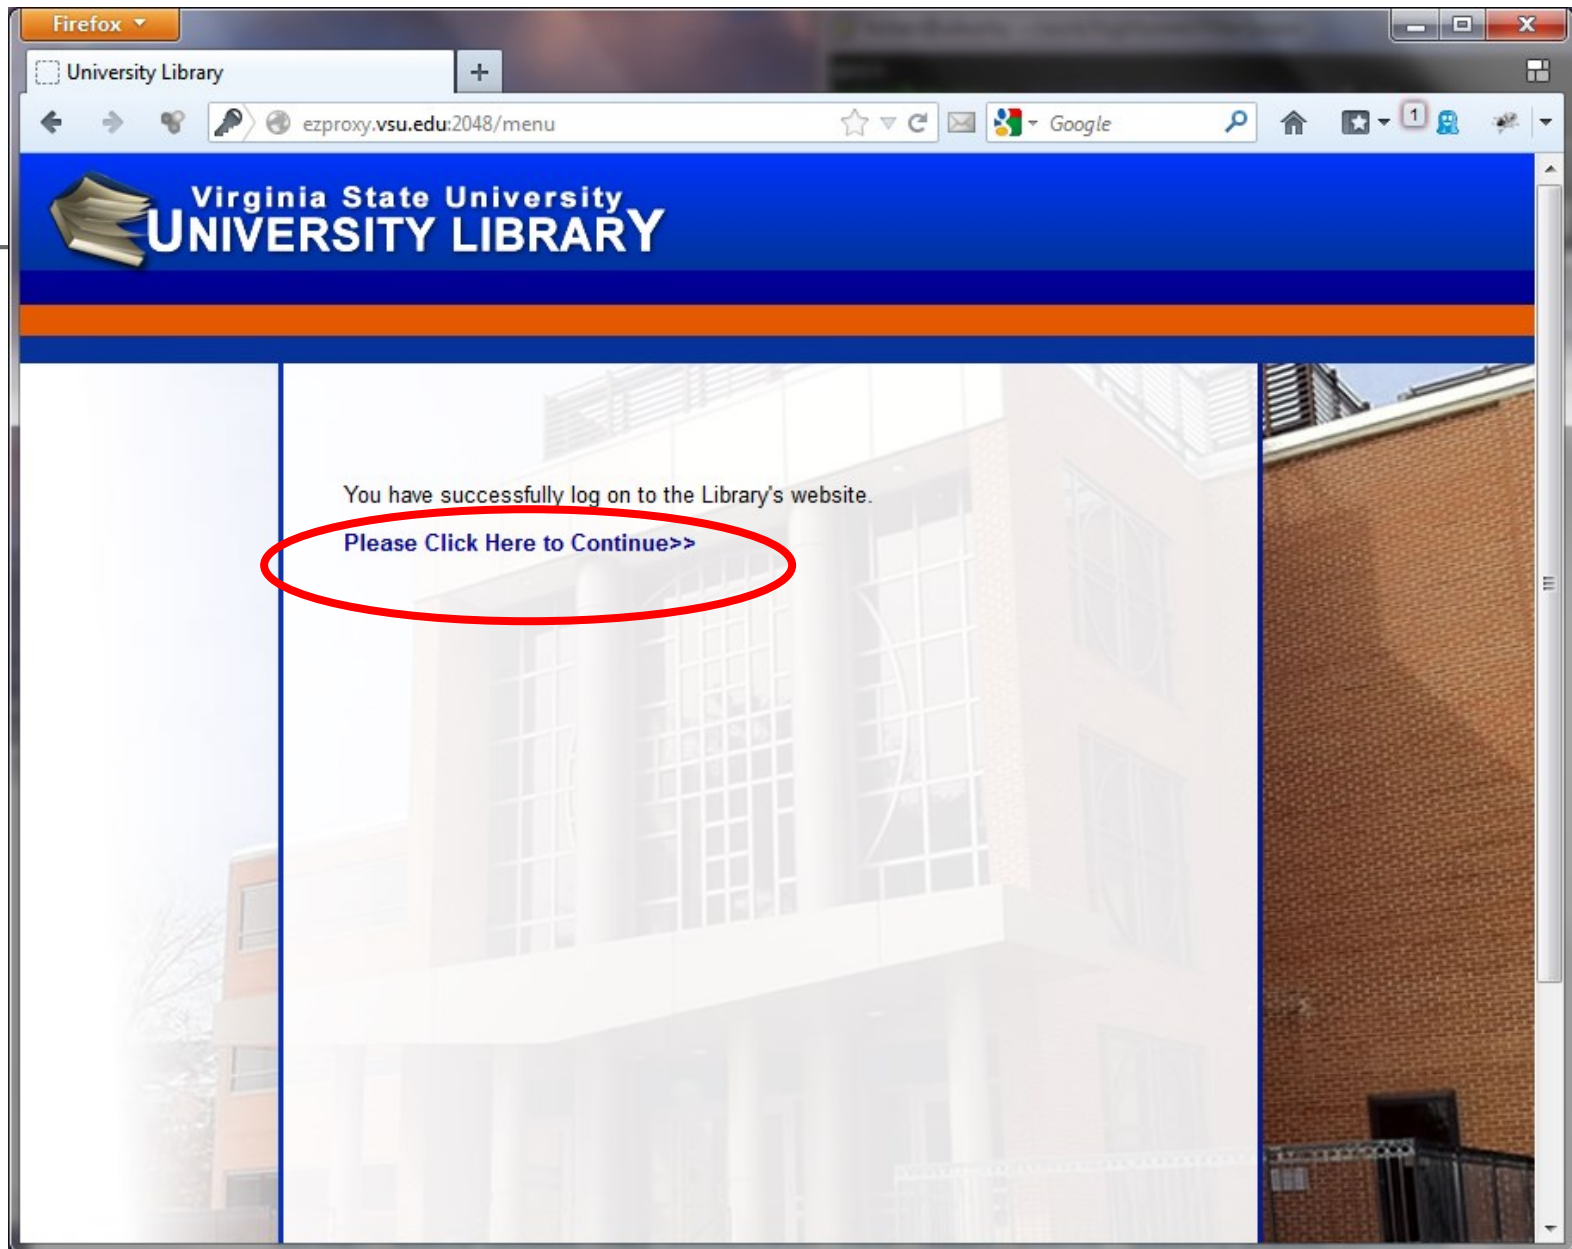 Firefox
University Library
ezproxy.vsu.edu:2048/menu
Google
1
Virginia State University
UNIVERSITY LIBRARY
You have successfully log on to the Library's website.
Please Click Here to Continue>>